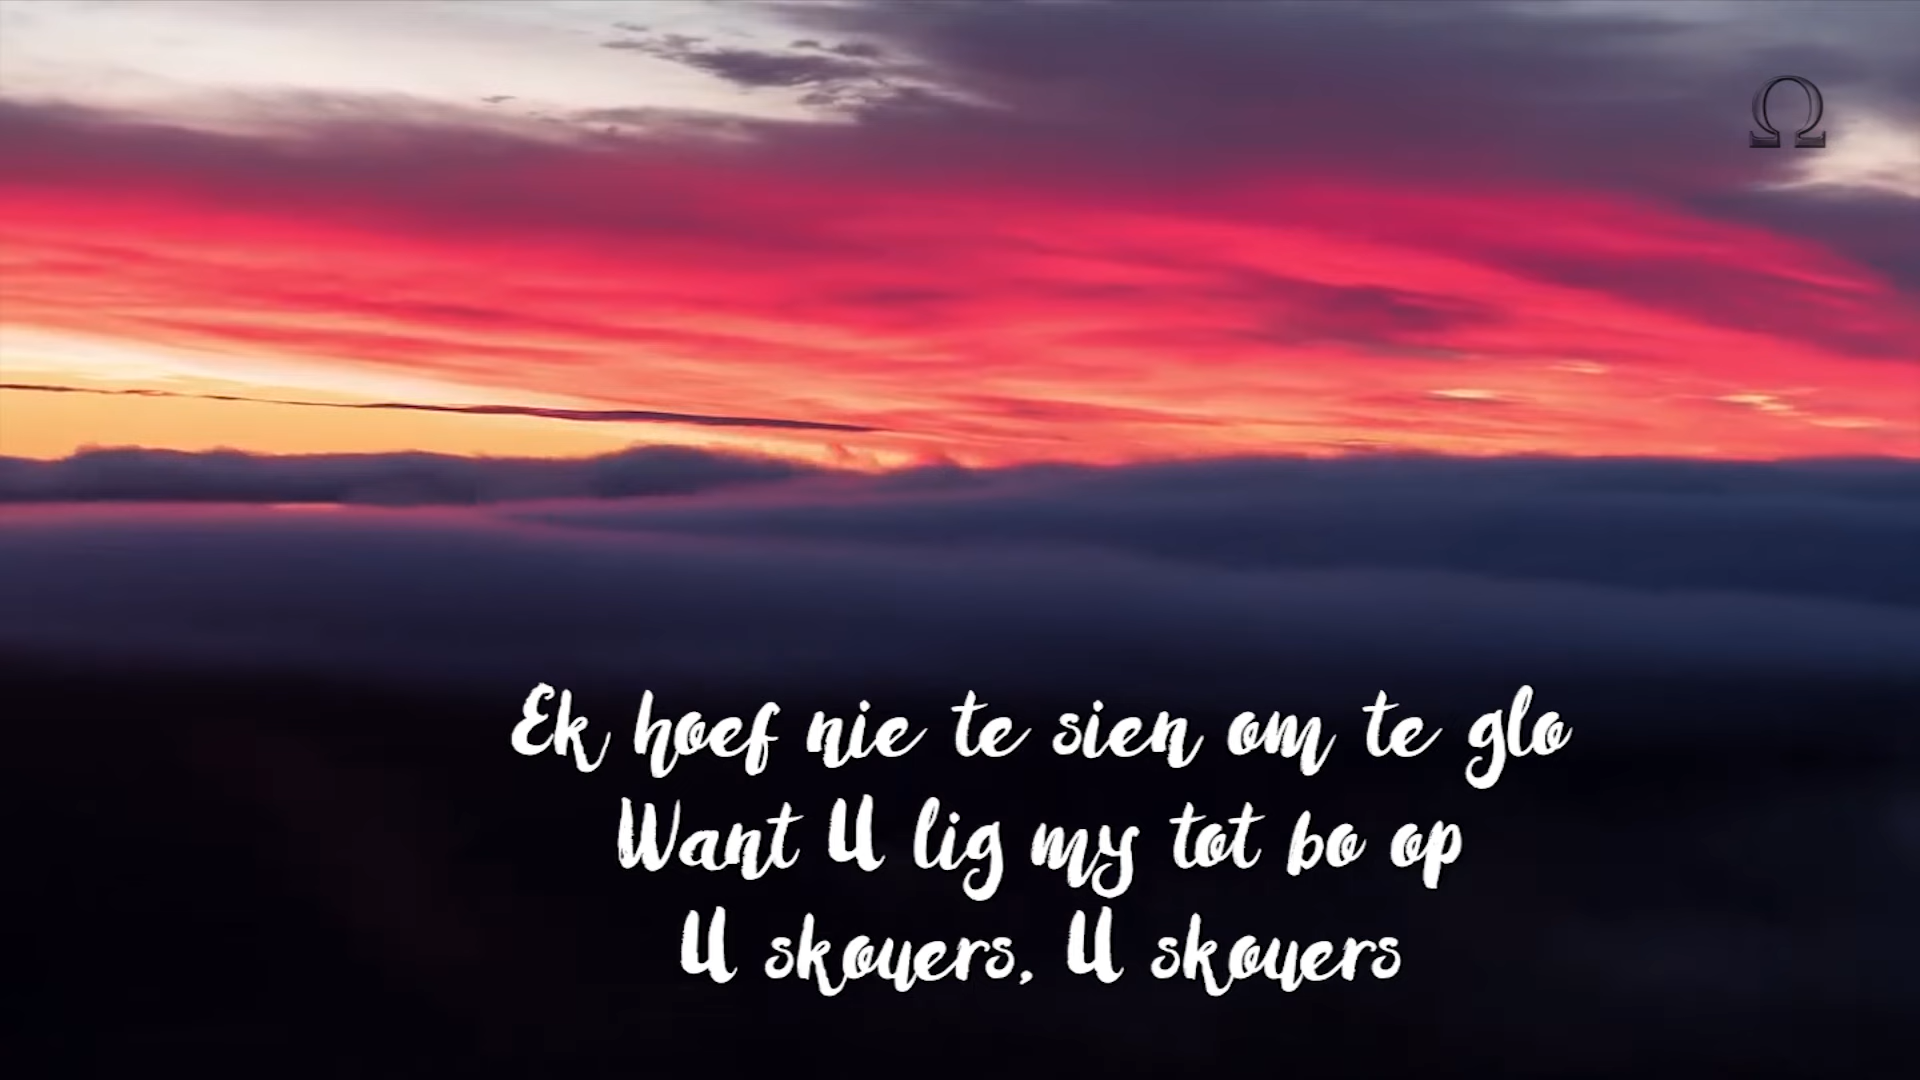 Ek hoef nie te sien om te glo
Want U lig my tot bo op
U skouers, U skouers
Ω